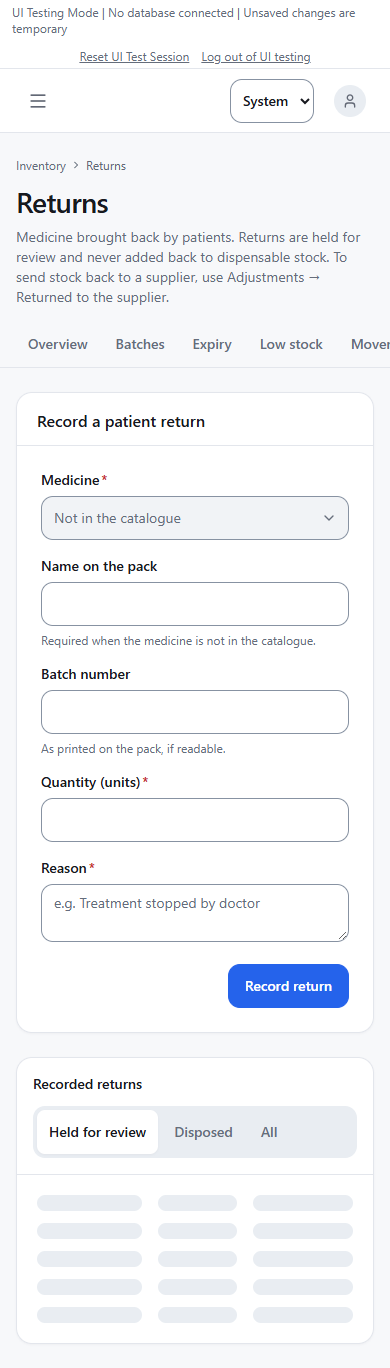 UI Testing Mode | No database connected | Unsaved changes are
temporary
Reset UI Test Session Log out of UI testing
System
Inventory > Returns
Returns
Medicine brought back by patients. Returns are held for
review and never added back to dispensable stock. To
send stock back to a supplier, use Adjustments →
Returned to the supplier.
Overview Batches Expiry Low stock Mover
Record a patient return
Medicine*
Not in the catalogue
Name on the pack
Required when the medicine is not in the catalogue.
Batch number
As printed on the pack, if readable.
Quantity (units)*
Reason*
e.g. Treatment stopped by doctor
Record return
Recorded returns
Held for review Disposed All